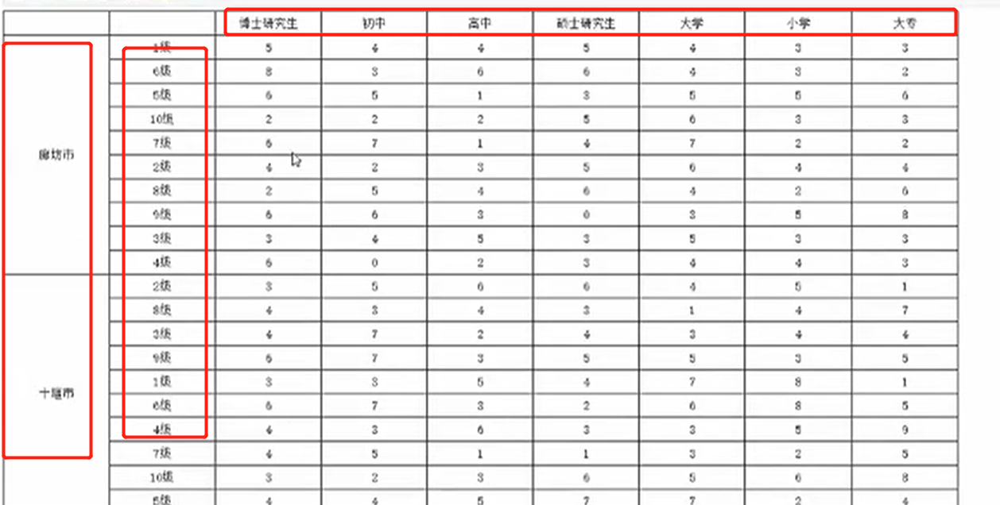 博士研究生 初中 高中 硕士研究生 大学 小学 大专
1级 5 4 4 5 4 3 3
6级 8 3 6 6 4 3 2
5级 6 5 1 3 5 5 6
10级 2 2 2 5 6 3 3
廊坊市 7级 6 7 1 4 7 2 2
2级 4 2 3 5 6 4 4
8级 2 5 4 6 4 2 6
9级 6 6 3 0 3 5 8
3级 3 4 5 3 5 3 3
4级 6 0 2 3 4 4 3
2级 3 5 6 6 4 5 1
8级 4 3 4 3 1 4 7
3级 4 7 2 4 3 4 4
9级 6 7 3 5 5 3 5
十堰市 1级 3 3 5 4 7 8 1
6级 6 7 3 2 6 8 5
4级 4 3 6 3 3 5 9
7级 4 5 1 1 3 2 5
10级 3 2 3 6 5 6 8
5级 4 4 5 7 7 2 4